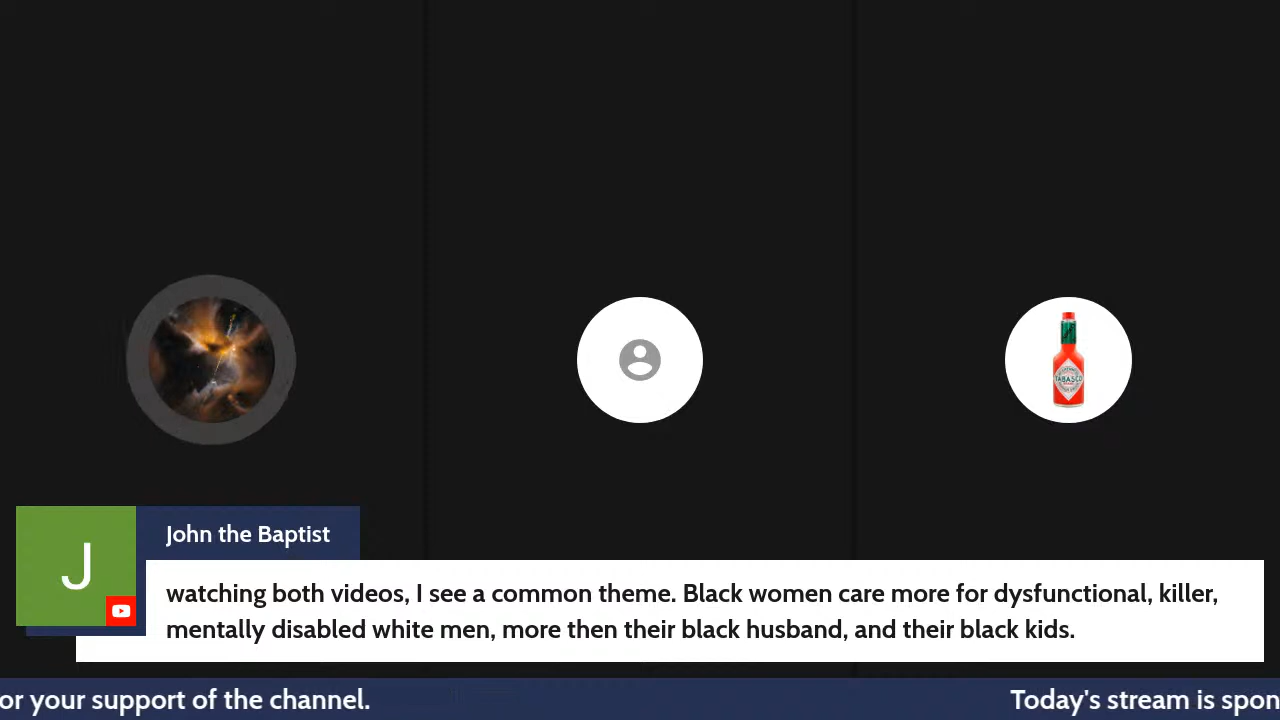 TABASCO
J
John the Baptist
watching both videos, I see a common theme. Black women care more for dysfunctional, killer,
mentally disabled white men, more then their black husband, and their black kids.
or your support of the channel.
Today's stream is spon